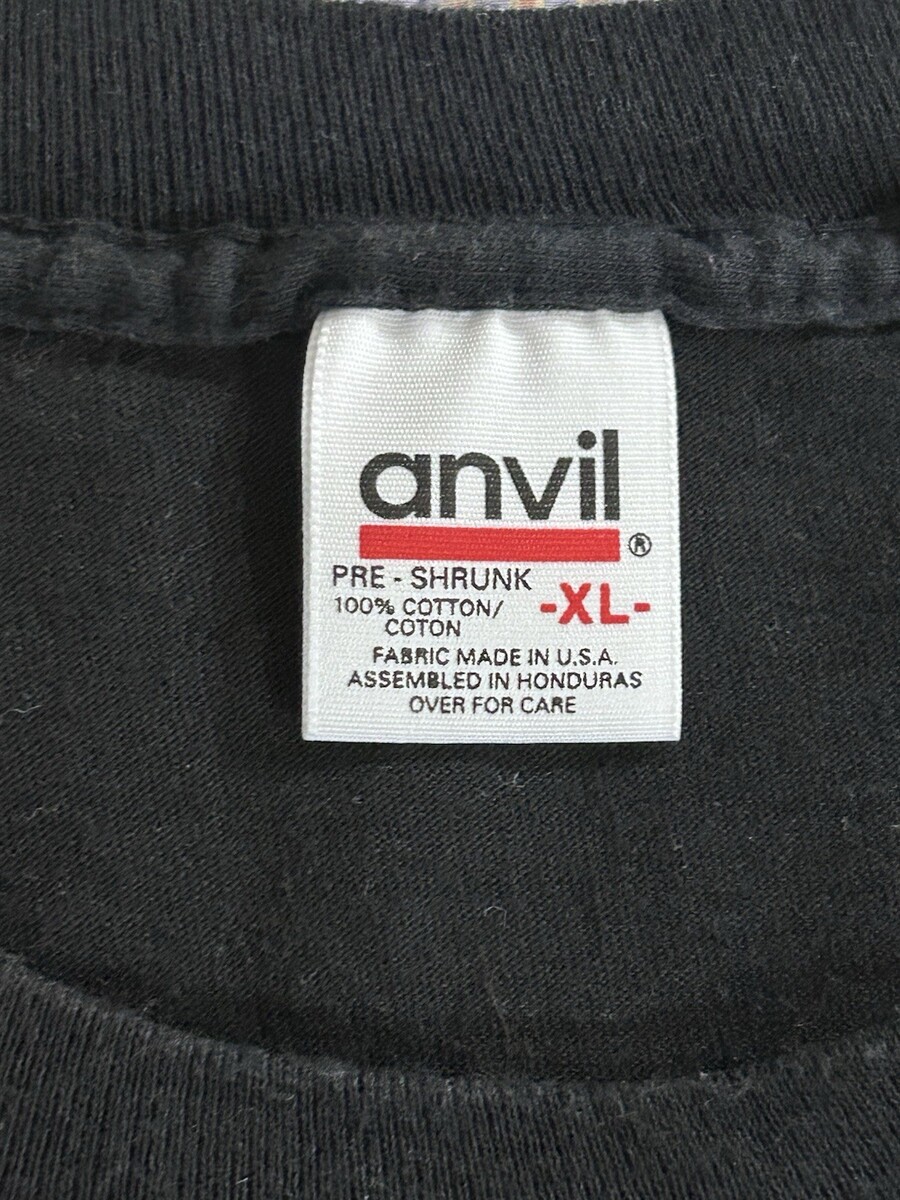 anvil
®
PRE - SHRUNK
-XL-
100% COTTON/
COTON
FABRIC MADE IN U.S.A.
ASSEMBLED IN HONDURAS
OVER FOR CARE